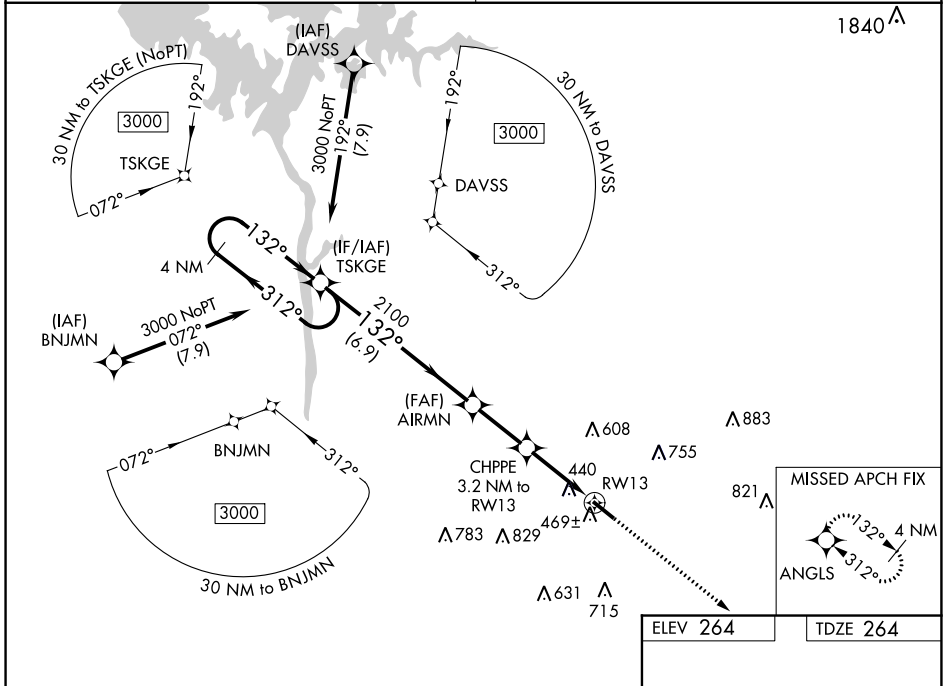 1840
(IAF)
DAVSS
30 NM to TSKGE (NoPT)
3000
192°
TSKGE
072°
3000 NoPT
192°
(7.9)
30 NM to DAVSS
192°
3000
DAVSS
312°
132°
4 NM
312°
(IF/IAF)
TSKGE
2100
132°
(6.9)
(IAF)
BNJMN
3000 NoPT
072°
(7.9)
(FAF)
AIRMN
072°
BNJMN
312°
3000
30 NM to BNJMN
CHPPE
3.2 NM to
RW13
608
883
755
440
RW13
821
469±
783
829
631
715
MISSED APCH FIX
132°
4 NM
312°
ANGLS
ELEV 264
TDZE 264